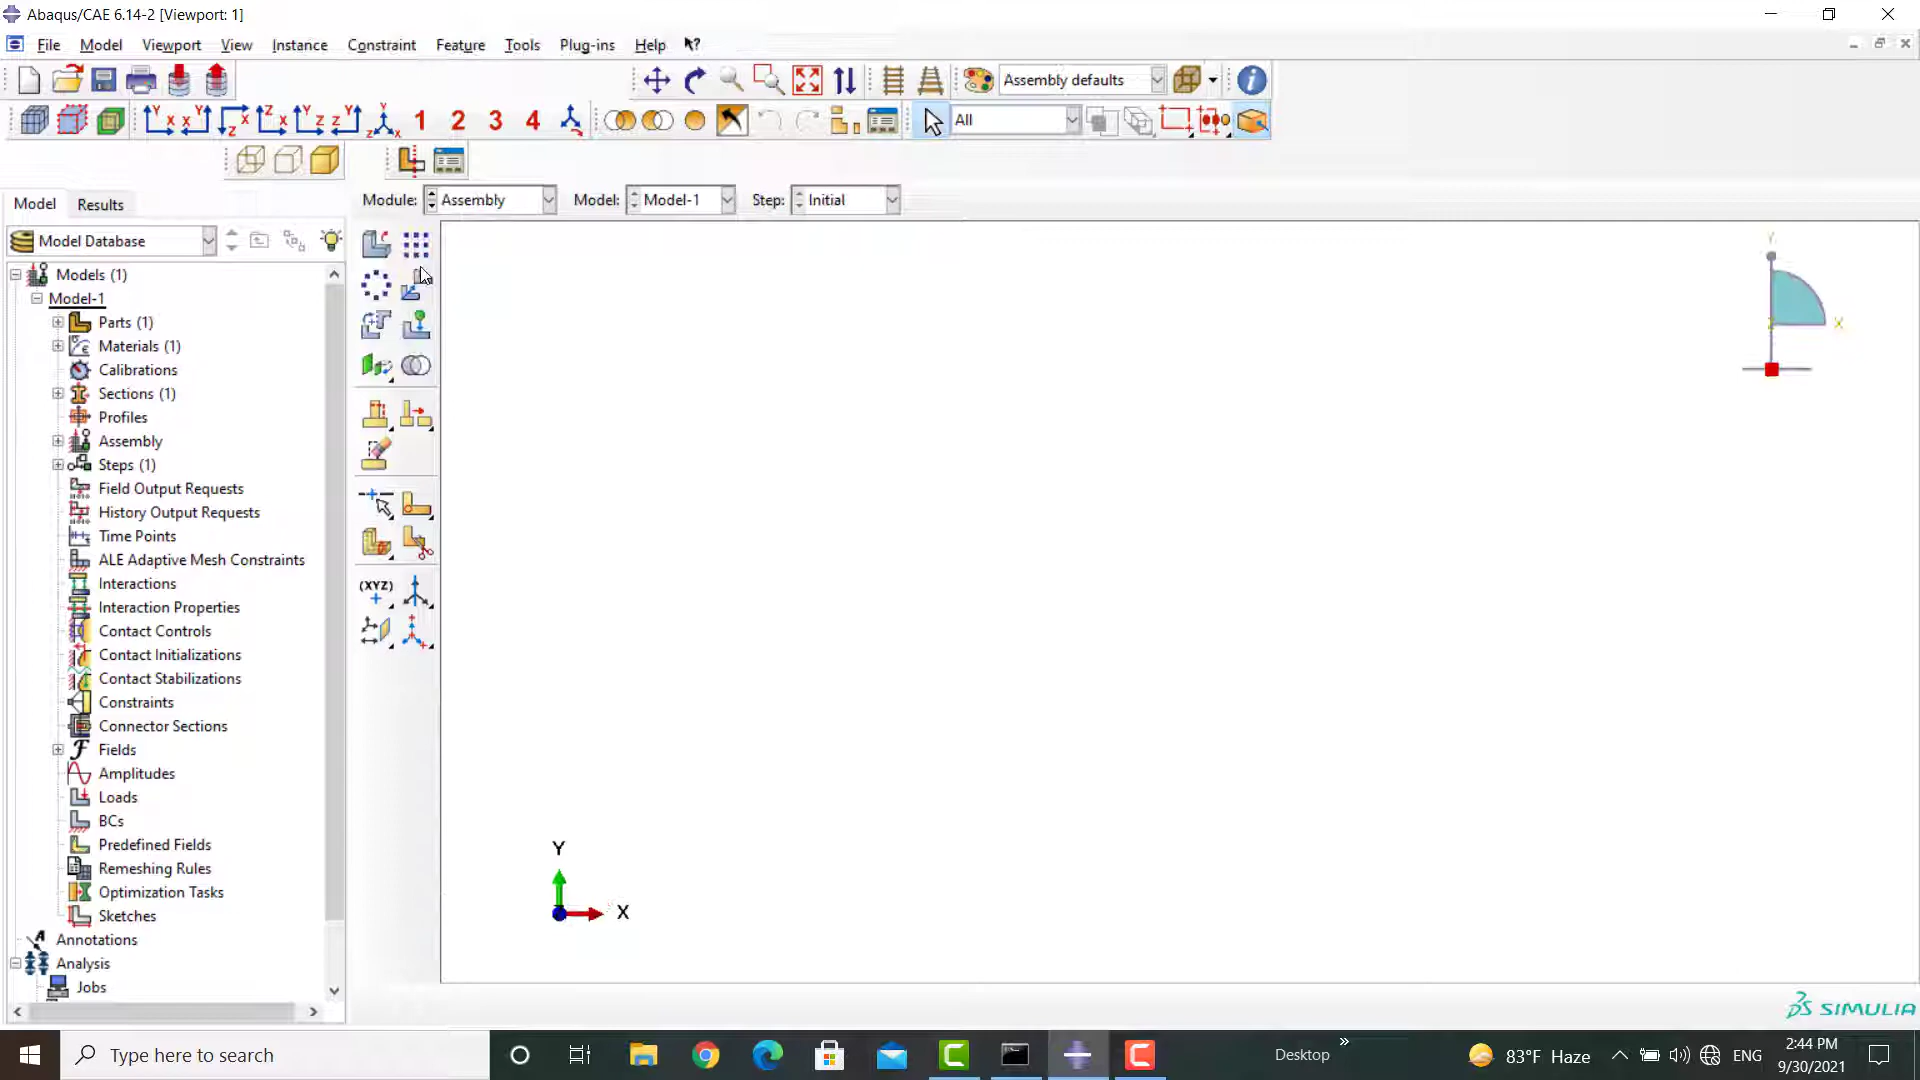 Abaqus/CAE 6.14-2 [Viewport: 1]
File Model Viewport View Instance Constraint Feature Tools Plug-ins Help
Assembly defaults
1 2 3 4
All
Module: Assembly Model: Model-1 Step: Initial
Model Results
Model Database
Models (1)
Model-1
Parts (1)
Materials (1)
Calibrations
Sections (1)
Profiles
Assembly
Steps (1)
Field Output Requests
History Output Requests
Time Points
ALE Adaptive Mesh Constraints
Interactions
Interaction Properties
Contact Controls
Contact Initializations
Contact Stabilizations
Constraints
Connector Sections
Fields
Amplitudes
Loads
BCs
Predefined Fields
Remeshing Rules
Optimization Tasks
Sketches
Annotations
Analysis
Jobs
(XYZ)
Y
X
Y
X
SIMULIA
Type here to search
Desktop
83°F Haze
ENG
2:44 PM
9/30/2021